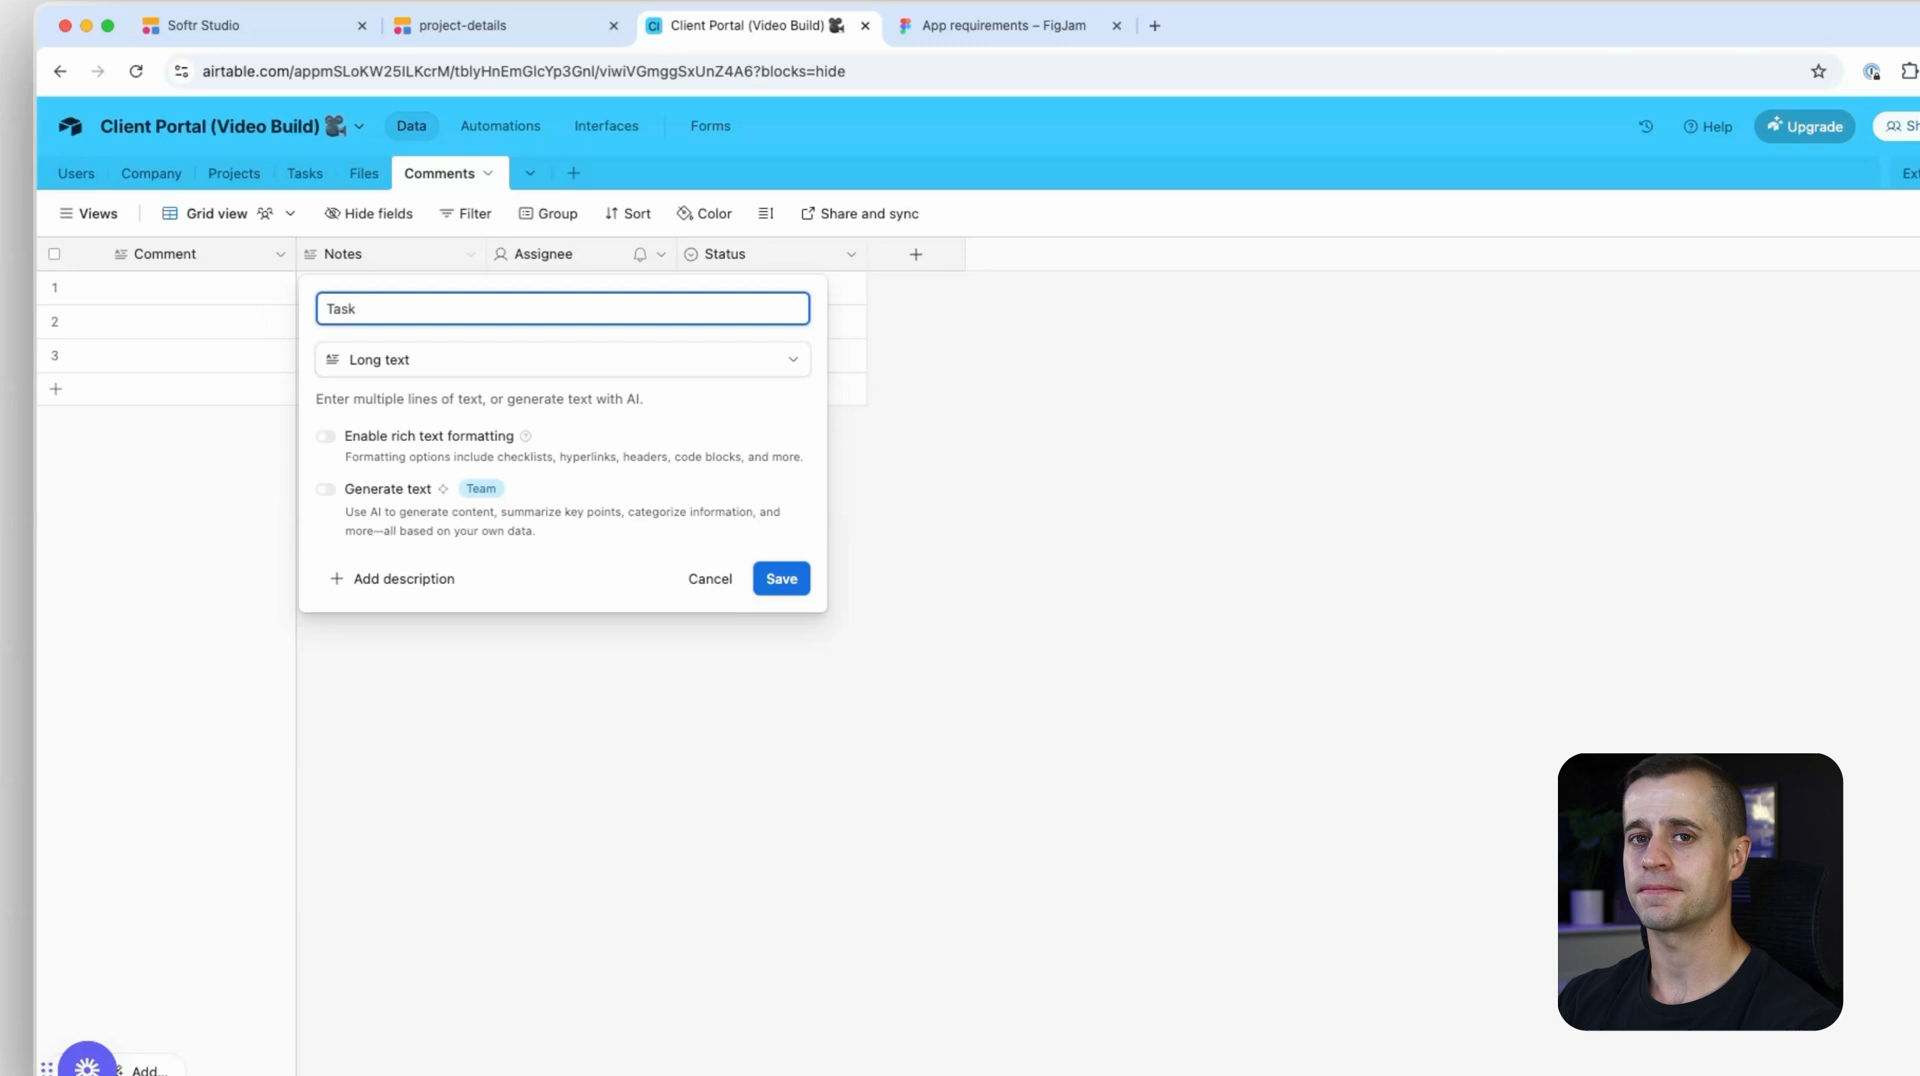 Softr Studio
project-details
Client Portal (Video Build)
App requirements – FigJam
airtable.com/appmSLoKW25ILKcrM/tblyHnEmGlcYp3Gnl/viwiVGmggSxUnZ4A6?blocks=hide
Client Portal (Video Build)
Data
Automations
Interfaces
Forms
Help
Upgrade
Sh
Users
Company
Projects
Tasks
Files
Comments
Ext
Views
Grid view
Hide fields
Filter
Group
Sort
Color
Share and sync
Comment
Notes
Assignee
Status
1
2
3
Task
Long text
Enter multiple lines of text, or generate text with AI.
Enable rich text formatting
Formatting options include checklists, hyperlinks, headers, code blocks, and more.
Generate text
Team
Use AI to generate content, summarize key points, categorize information, and
more—all based on your own data.
Add description
Cancel
Save
Add...